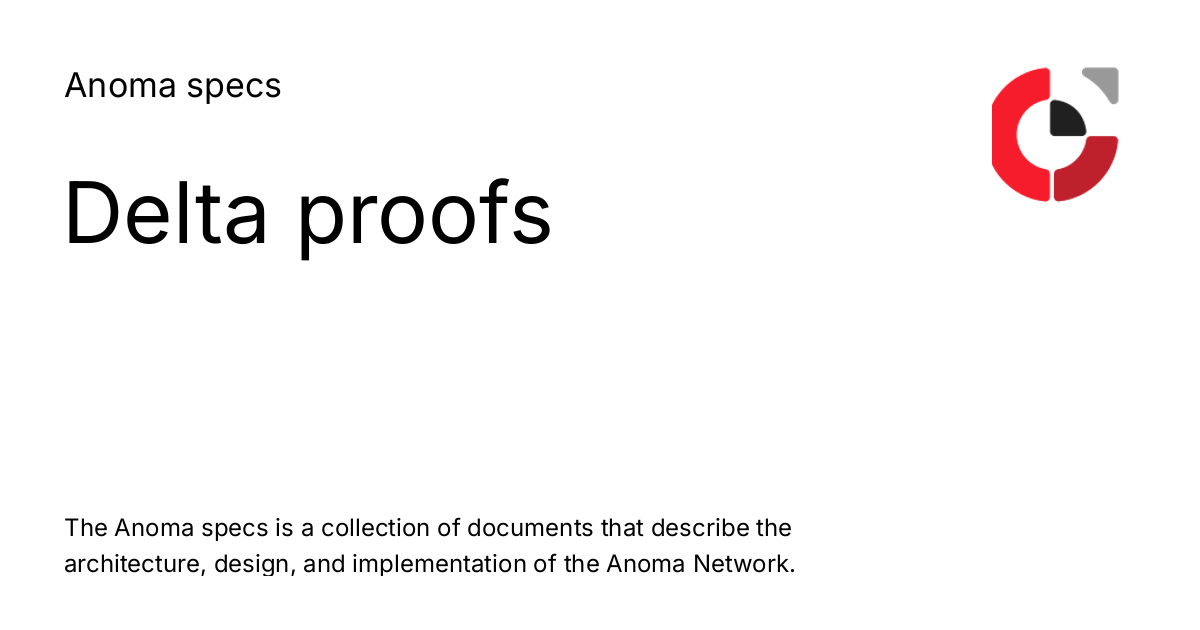 Anoma specs
Delta proofs
The Anoma specs is a collection of documents that describe the
architecture, design, and implementation of the Anoma Network.